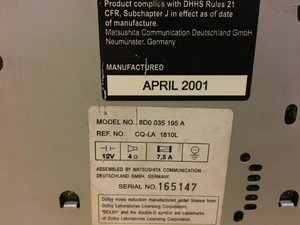 Product complies with DHHS Rules 21
CFR, Subchapter J in effect as of date
of manufacture.
Matsushita Communication Deutschland GmbH
Neumünster, Germany
MANUFACTURED
APRIL 2001
MODEL NO. 8D0 035 195 A
REF. NO. CQ-LA 1810L
12V 4Ω 7,5 A
ASSEMBLED BY MATSUSHITA COMMUNICATION
DEUTSCHLAND GMBH, GERMANY
SERIAL NO. 165147
Dolby noise reduction manufactured under license from
Dolby Laboratories Licensing Corporation.
"DOLBY" and the double-D symbol are trademarks
of Dolby Laboratories Licensing Corporation.